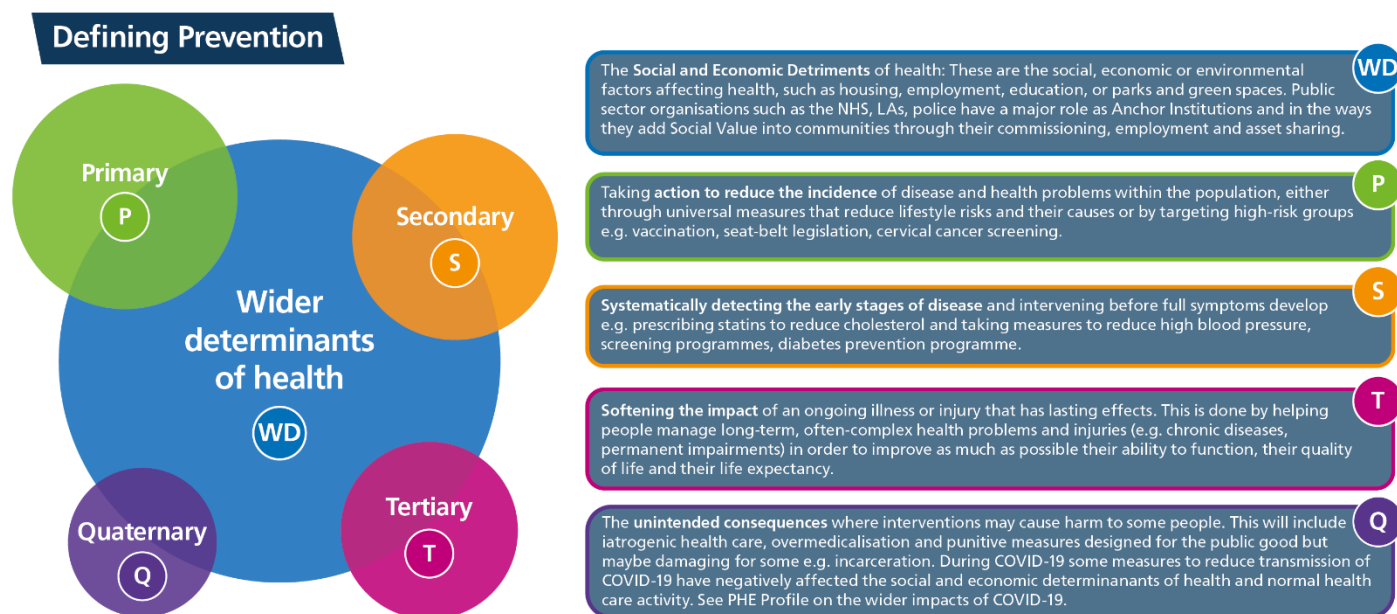 Defining Prevention
Primary
P
Secondary
S
Wider
determinants
of health
WD
Quaternary
Q
Tertiary
T
WD
The Social and Economic Detriments of health: These are the social, economic or environmental
factors affecting health, such as housing, employment, education, or parks and green spaces. Public
sector organisations such as the NHS, LAs, police have a major role as Anchor Institutions and in the ways
they add Social Value into communities through their commissioning, employment and asset sharing.
P
Taking action to reduce the incidence of disease and health problems within the population, either
through universal measures that reduce lifestyle risks and their causes or by targeting high-risk groups
e.g. vaccination, seat-belt legislation, cervical cancer screening.
S
Systematically detecting the early stages of disease and intervening before full symptoms develop
e.g. prescribing statins to reduce cholesterol and taking measures to reduce high blood pressure,
screening programmes, diabetes prevention programme.
T
Softening the impact of an ongoing illness or injury that has lasting effects. This is done by helping
people manage long-term, often-complex health problems and injuries (e.g. chronic diseases,
permanent impairments) in order to improve as much as possible their ability to function, their quality
of life and their life expectancy.
Q
The unintended consequences where interventions may cause harm to some people. This will include
iatrogenic health care, overmedicalisation and punitive measures designed for the public good but
maybe damaging for some e.g. incarceration. During COVID-19 some measures to reduce transmission of
COVID-19 have negatively affected the social and economic determinanants of health and normal health
care activity. See PHE Profile on the wider impacts of COVID-19.